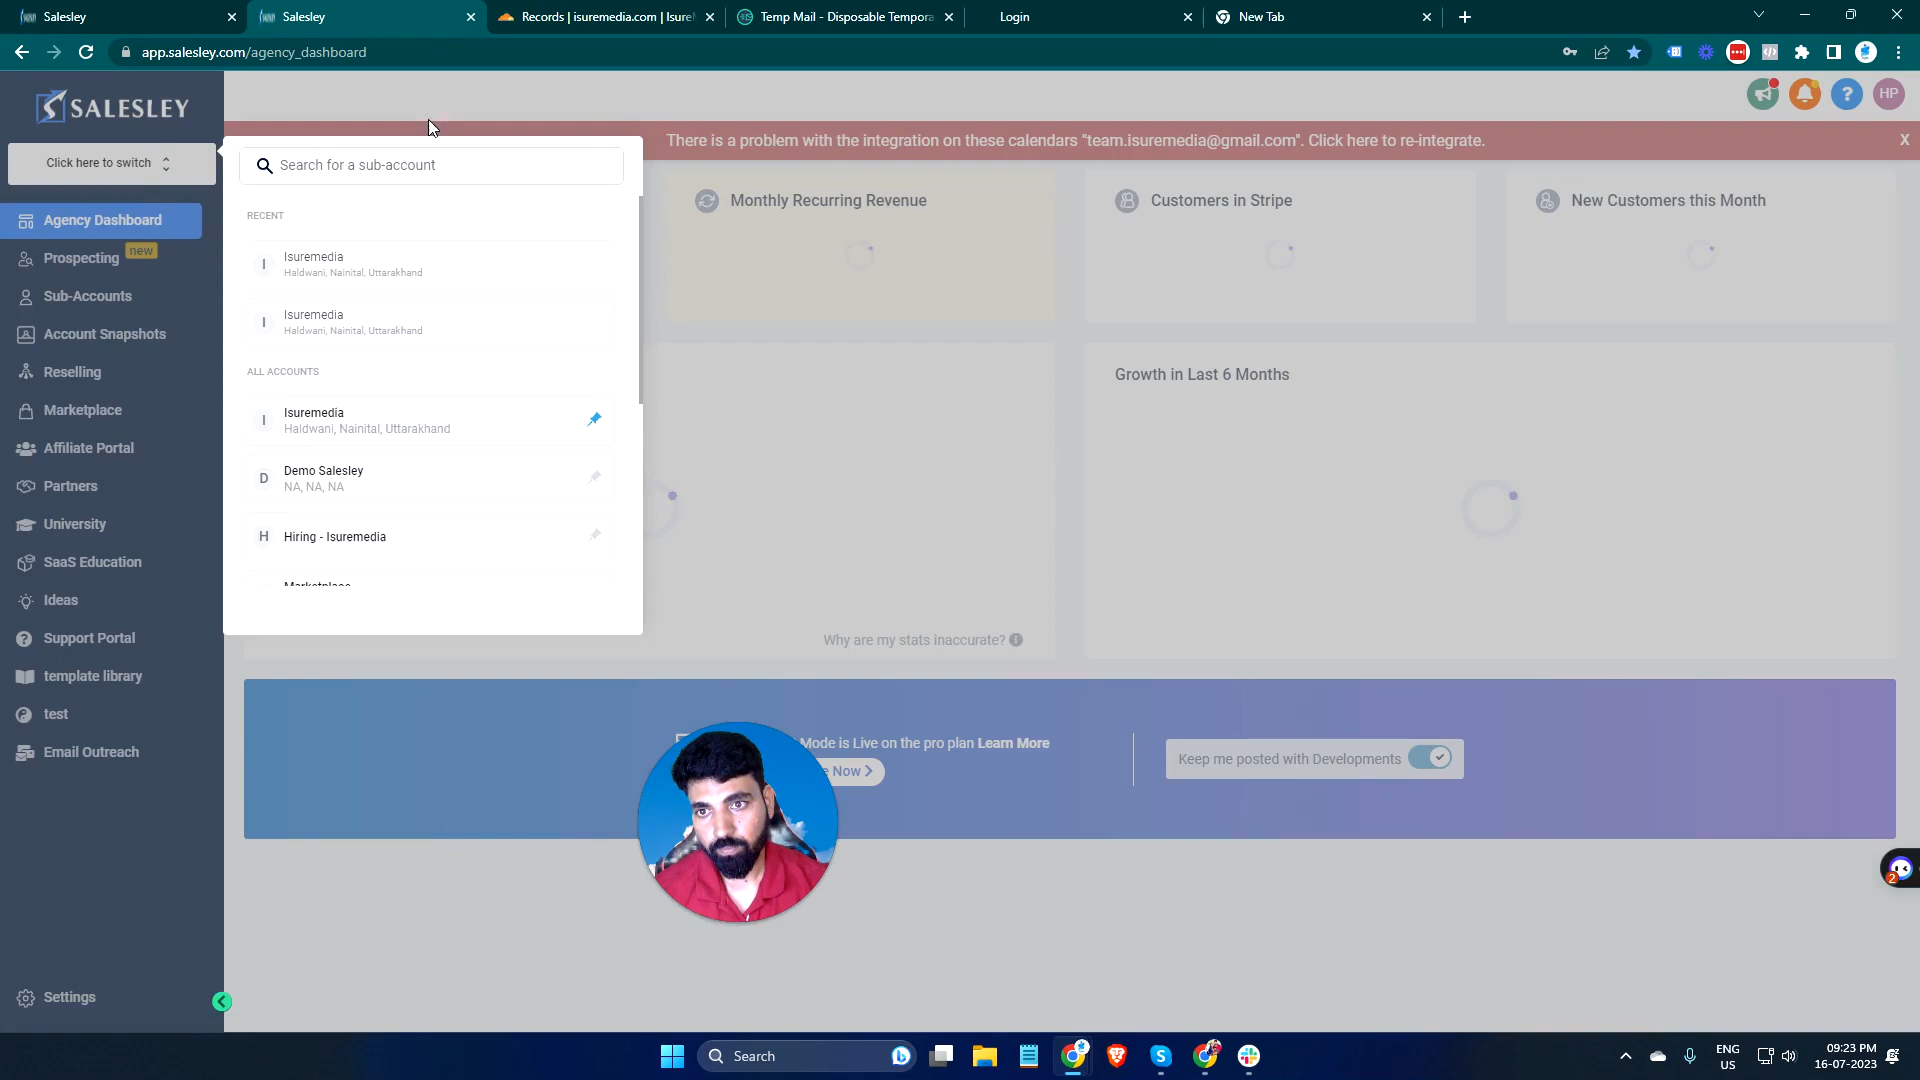 Salesley
Salesley
Records | isuremedia.com | Isure
Temp Mail - Disposable Tempora
Login
New Tab
app.salesley.com/agency_dashboard
SALESLEY
HP
There is a problem with the integration on these calendars "team.isuremedia@gmail.com". Click here to re-integrate.
X
Click here to switch
Search for a sub-account
RECENT
I
Isuremedia
Haldwani, Nainital, Uttarakhand
I
Isuremedia
Haldwani, Nainital, Uttarakhand
ALL ACCOUNTS
I
Isuremedia
Haldwani, Nainital, Uttarakhand
D
Demo Salesley
NA, NA, NA
H
Hiring - Isuremedia
Marketplace
Monthly Recurring Revenue
Customers in Stripe
New Customers this Month
Growth in Last 6 Months
Why are my stats inaccurate?
Agency Dashboard
Prospecting
new
Sub-Accounts
Account Snapshots
Reselling
Marketplace
Affiliate Portal
Partners
University
SaaS Education
Ideas
Support Portal
template library
test
Email Outreach
Settings
Mode is Live on the pro plan Learn More
Now
Keep me posted with Developments
2
Search
ENG
US
09:23 PM
16-07-2023